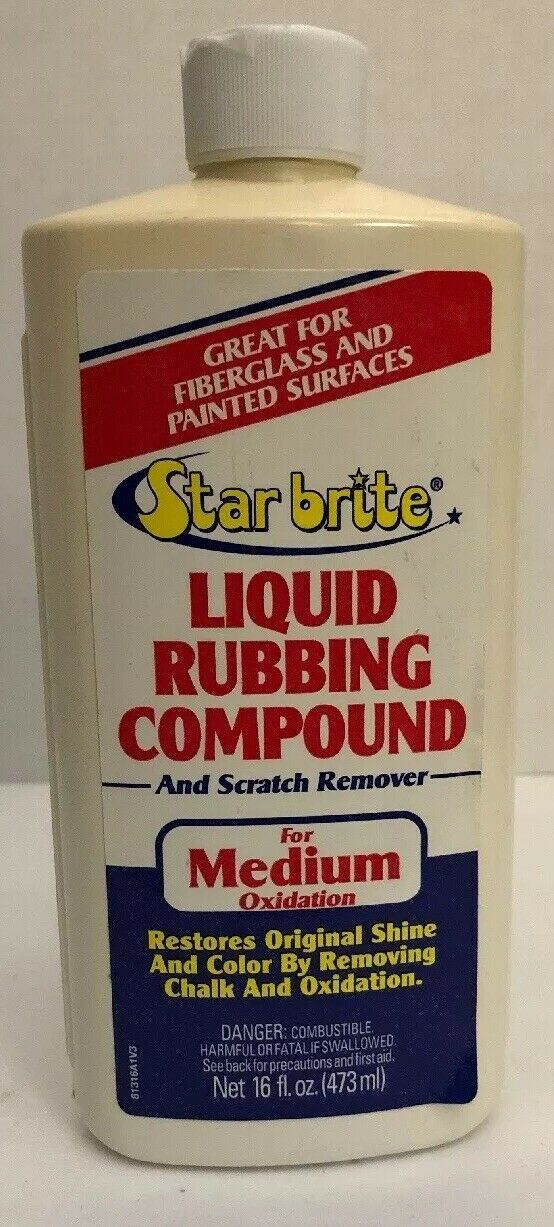 GREAT FOR
FIBERGLASS AND
PAINTED SURFACES
Star brite®
LIQUID
RUBBING
COMPOUND
And Scratch Remover
For
Medium
Oxidation
Restores Original Shine
And Color By Removing
Chalk And Oxidation.
DANGER: COMBUSTIBLE.
HARMFUL OR FATAL IF SWALLOWED.
See back for precautions and first aid.
Net 16 fl. oz. (473 ml)
81316A1V3